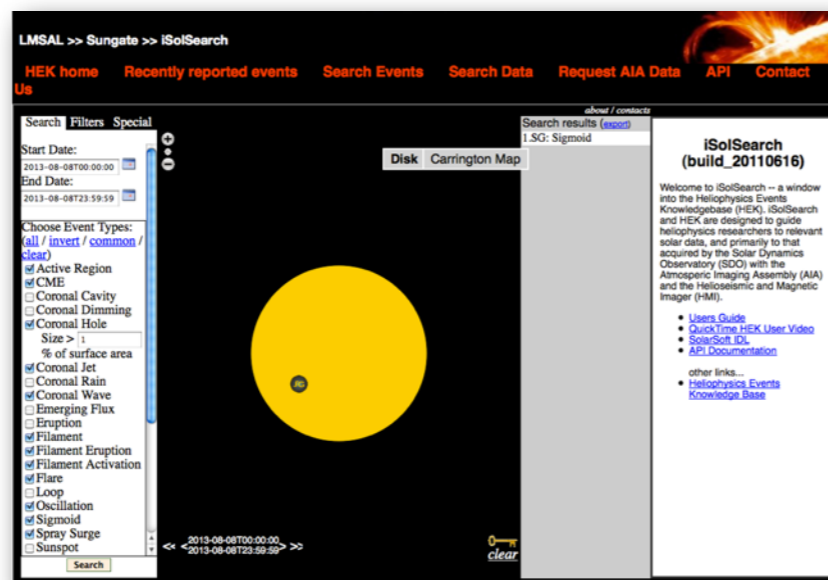 LMSAL >> Sungate >> iSolSearch
HEK home Recently reported events Search Events Search Data Request AIA Data API Contact
Us
about / contacts
Search Filters Special
Start Date:
2013-08-08T00:00:00
End Date:
2013-08-08T23:59:59
Choose Event Types:
(all / invert / common /
clear)
Active Region
CME
Coronal Cavity
Coronal Dimming
Coronal Hole
Size > 1
% of surface area
Coronal Jet
Coronal Rain
Coronal Wave
Emerging Flux
Eruption
Filament
Filament Eruption
Filament Activation
Flare
Loop
Oscillation
Sigmoid
Spray Surge
Sunspot
Search
Disk Carrington Map
SG
<< <2013-08-08T00:00:00
2013-08-08T23:59:59 >>
clear
Search results (export)
1.SG: Sigmoid
iSolSearch
(build_20110616)
Welcome to iSolSearch -- a window
into the Heliophysics Events
Knowledgebase (HEK). iSolSearch
and HEK are designed to guide
heliophysics researchers to relevant
solar data, and primarily to that
acquired by the Solar Dynamics
Observatory (SDO) with the
Atmosperic Imaging Assembly (AIA)
and the Helioseismic and Magnetic
Imager (HMI).
Users Guide
QuickTime HEK User Video
SolarSoft IDL
API Documentation
other links...
Heliophysics Events
Knowledge Base